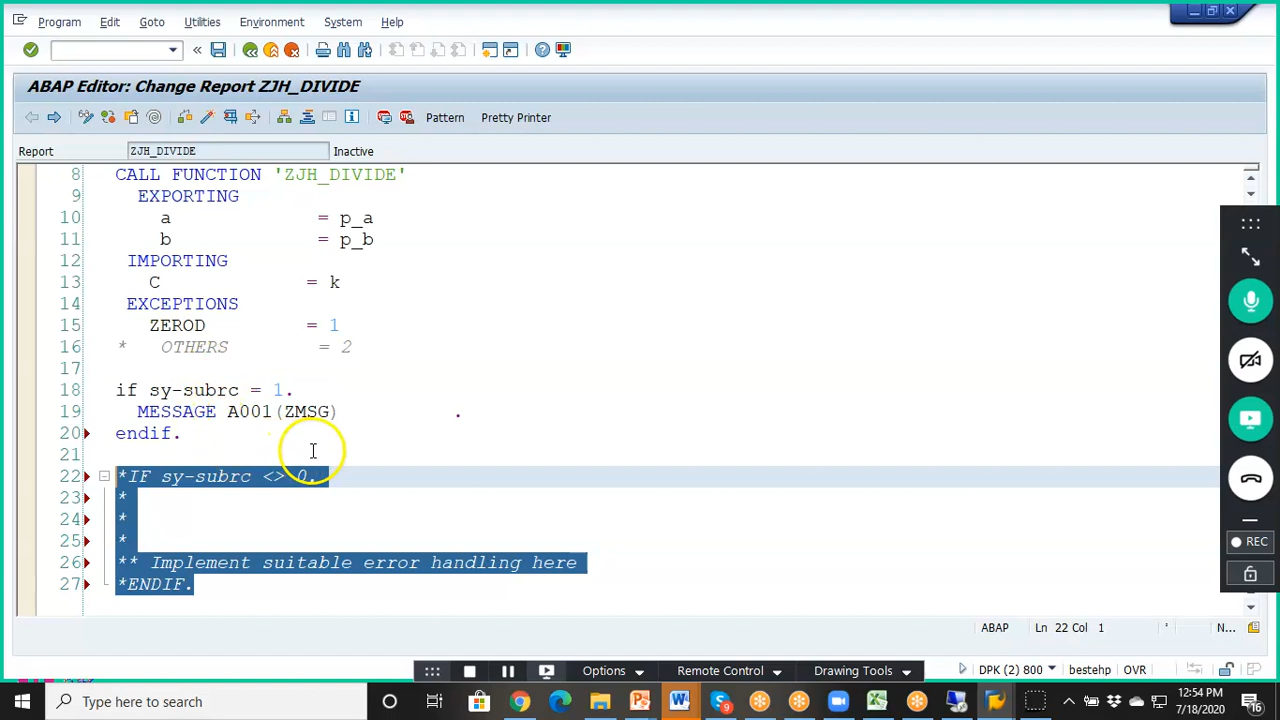 Program Edit Goto Utilities Environment System Help
ABAP Editor: Change Report ZJH_DIVIDE
Pattern Pretty Printer
Report ZJH_DIVIDE Inactive
8 CALL FUNCTION 'ZJH_DIVIDE'
9 EXPORTING
10 a = p_a
11 b = p_b
12 IMPORTING
13 C = k
14 EXCEPTIONS
15 ZEROD = 1
16 * OTHERS = 2
17
18 if sy-subrc = 1.
19 MESSAGE A001(ZMSG) .
20 endif.
21
22 *IF sy-subrc <> 0.
23 *
24 *
25 *
26 ** Implement suitable error handling here
27 *ENDIF.
REC
ABAP Ln 22 Col 1 N...
Options Remote Control Drawing Tools
DPK (2) 800 bestehp OVR
Type here to search
12:54 PM
7/18/2020
9
16